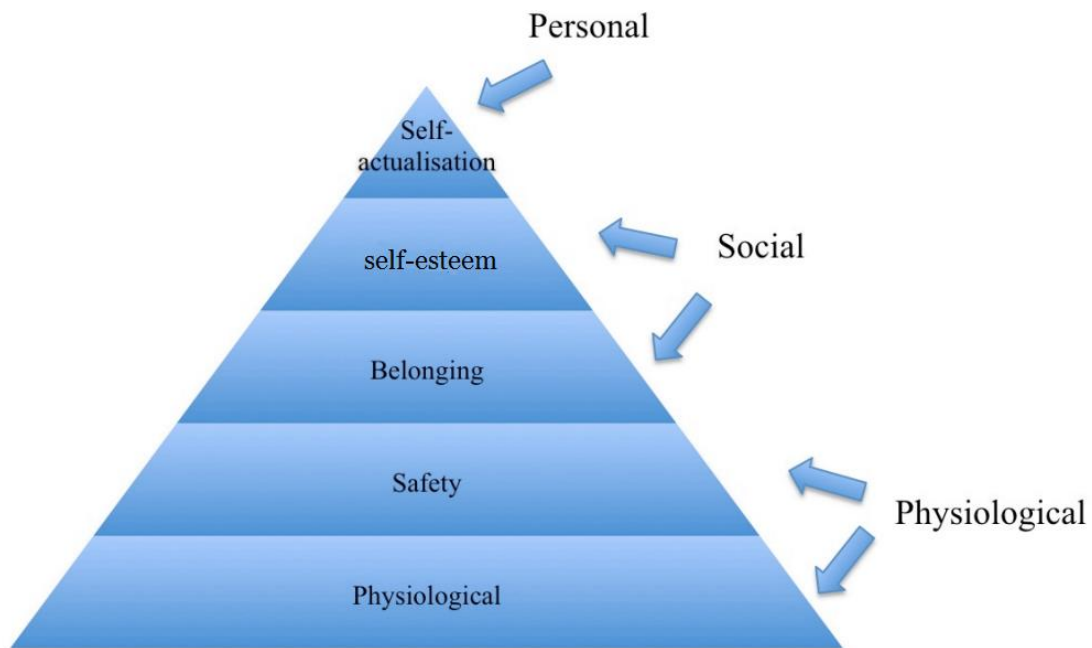 Personal
Self-
actualisation
self-esteem
Social
Belonging
Safety
Physiological
Physiological